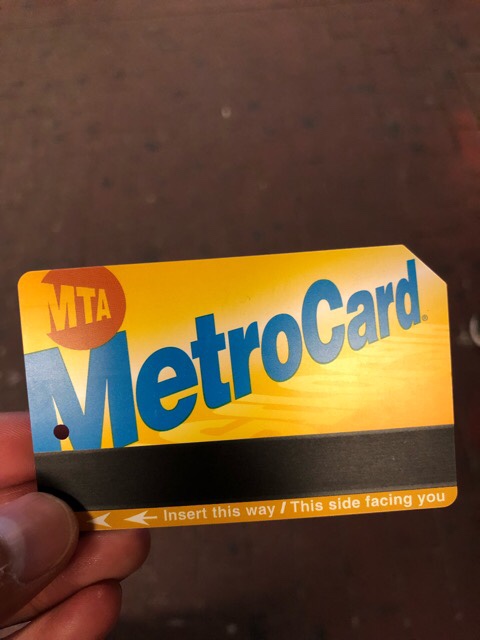 MTA
MetroCard®
Insert this way / This side facing you